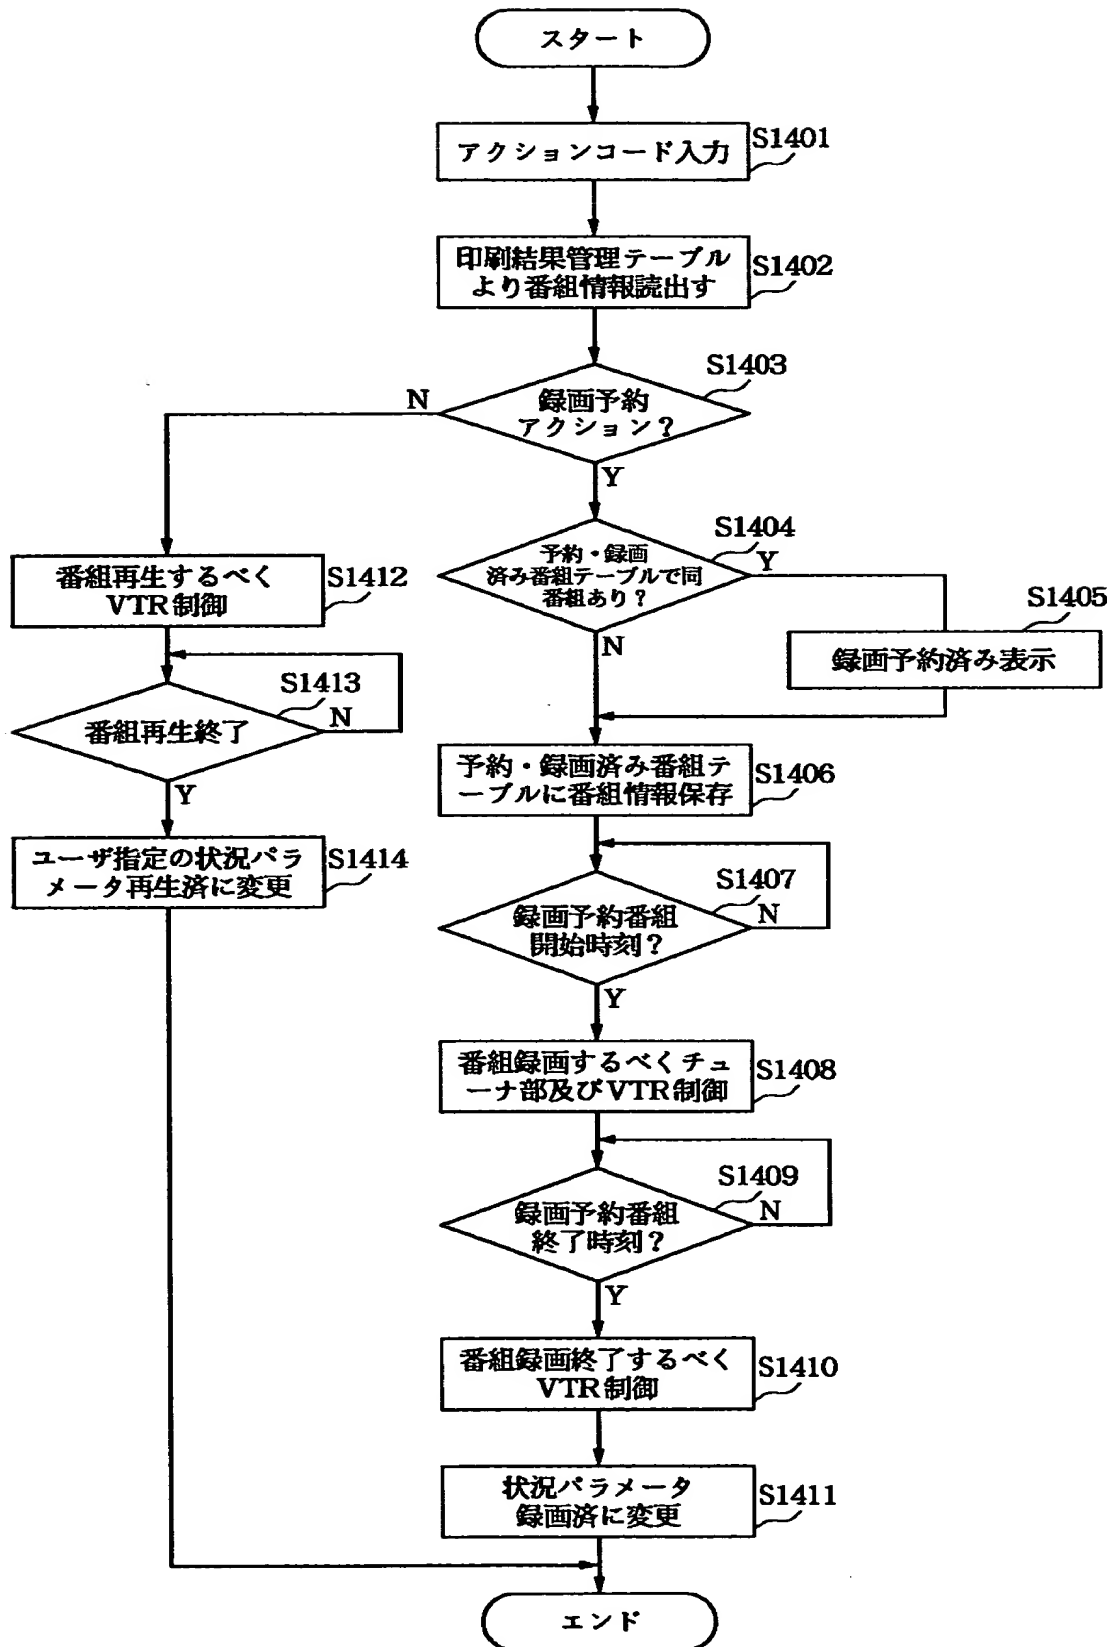 スタート
アクションコード入力
S1401
印刷結果管理テーブル
より番組情報読出す
S1402
S1403
録画予約
アクション？
N
Y
S1404
予約・録画
済み番組テーブルで同
番組あり？
Y
N
S1405
録画予約済み表示
番組再生するべく
VTR制御
S1412
S1413
番組再生終了
N
Y
ユーザ指定の状況パラ
メータ再生済に変更
S1414
予約・録画済み番組テ
ーブルに番組情報保存
S1406
S1407
録画予約番組
開始時刻？
N
Y
番組録画するべくチュ
ーナ部及びVTR制御
S1408
S1409
録画予約番組
終了時刻？
N
Y
番組録画終了するべく
VTR制御
S1410
状況パラメータ
録画済に変更
S1411
エンド